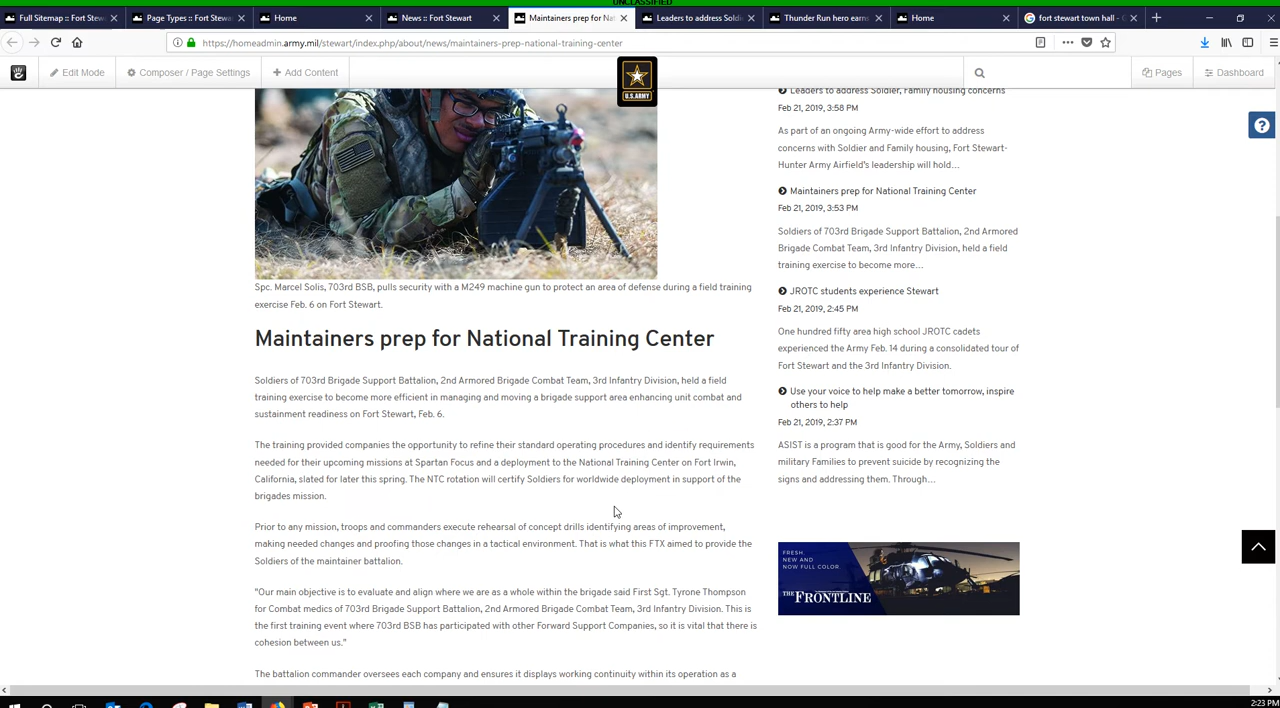 UNCLASSIFIED
Full Sitemap :: Fort Stew
Page Types :: Fort Stewa
Home
News :: Fort Stewart
Maintainers prep for Nat
Leaders to address Soldi
Thunder Run hero earns
Home
fort stewart town hall - G
https://homeadmin.army.mil/stewart/index.php/about/news/maintainers-prep-national-training-center
Edit Mode
Composer / Page Settings
Add Content
U.S.ARMY
Pages
Dashboard
Spc. Marcel Solis, 703rd BSB, pulls security with a M249 machine gun to protect an area of defense during a field training
exercise Feb. 6 on Fort Stewart.
Maintainers prep for National Training Center
Soldiers of 703rd Brigade Support Battalion, 2nd Armored Brigade Combat Team, 3rd Infantry Division, held a field
training exercise to become more efficient in managing and moving a brigade support area enhancing unit combat and
sustainment readiness on Fort Stewart, Feb. 6.
The training provided companies the opportunity to refine their standard operating procedures and identify requirements
needed for their upcoming missions at Spartan Focus and a deployment to the National Training Center on Fort Irwin,
California, slated for later this spring. The NTC rotation will certify Soldiers for worldwide deployment in support of the
brigades mission.
Prior to any mission, troops and commanders execute rehearsal of concept drills identifying areas of improvement,
making needed changes and proofing those changes in a tactical environment. That is what this FTX aimed to provide the
Soldiers of the maintainer battalion.
"Our main objective is to evaluate and align where we are as a whole within the brigade said First Sgt. Tyrone Thompson
for Combat medics of 703rd Brigade Support Battalion, 2nd Armored Brigade Combat Team, 3rd Infantry Division. This is
the first training event where 703rd BSB has participated with other Forward Support Companies, so it is vital that there is
cohesion between us."
The battalion commander oversees each company and ensures it displays working continuity within its operation as a
Leaders to address Soldier, Family housing concerns
Feb 21, 2019, 3:58 PM
As part of an ongoing Army-wide effort to address
concerns with Soldier and Family housing, Fort Stewart-
Hunter Army Airfield's leadership will hold…
Maintainers prep for National Training Center
Feb 21, 2019, 3:53 PM
Soldiers of 703rd Brigade Support Battalion, 2nd Armored
Brigade Combat Team, 3rd Infantry Division, held a field
training exercise to become more…
JROTC students experience Stewart
Feb 21, 2019, 2:45 PM
One hundred fifty area high school JROTC cadets
experienced the Army Feb. 14 during a consolidated tour of
Fort Stewart and the 3rd Infantry Division.
Use your voice to help make a better tomorrow, inspire
others to help
Feb 21, 2019, 2:37 PM
ASIST is a program that is good for the Army, Soldiers and
military Families to prevent suicide by recognizing the
signs and addressing them. Through…
FRESH,
NEW AND
NOW FULL COLOR.
THE FRONTLINE
2:23 PM